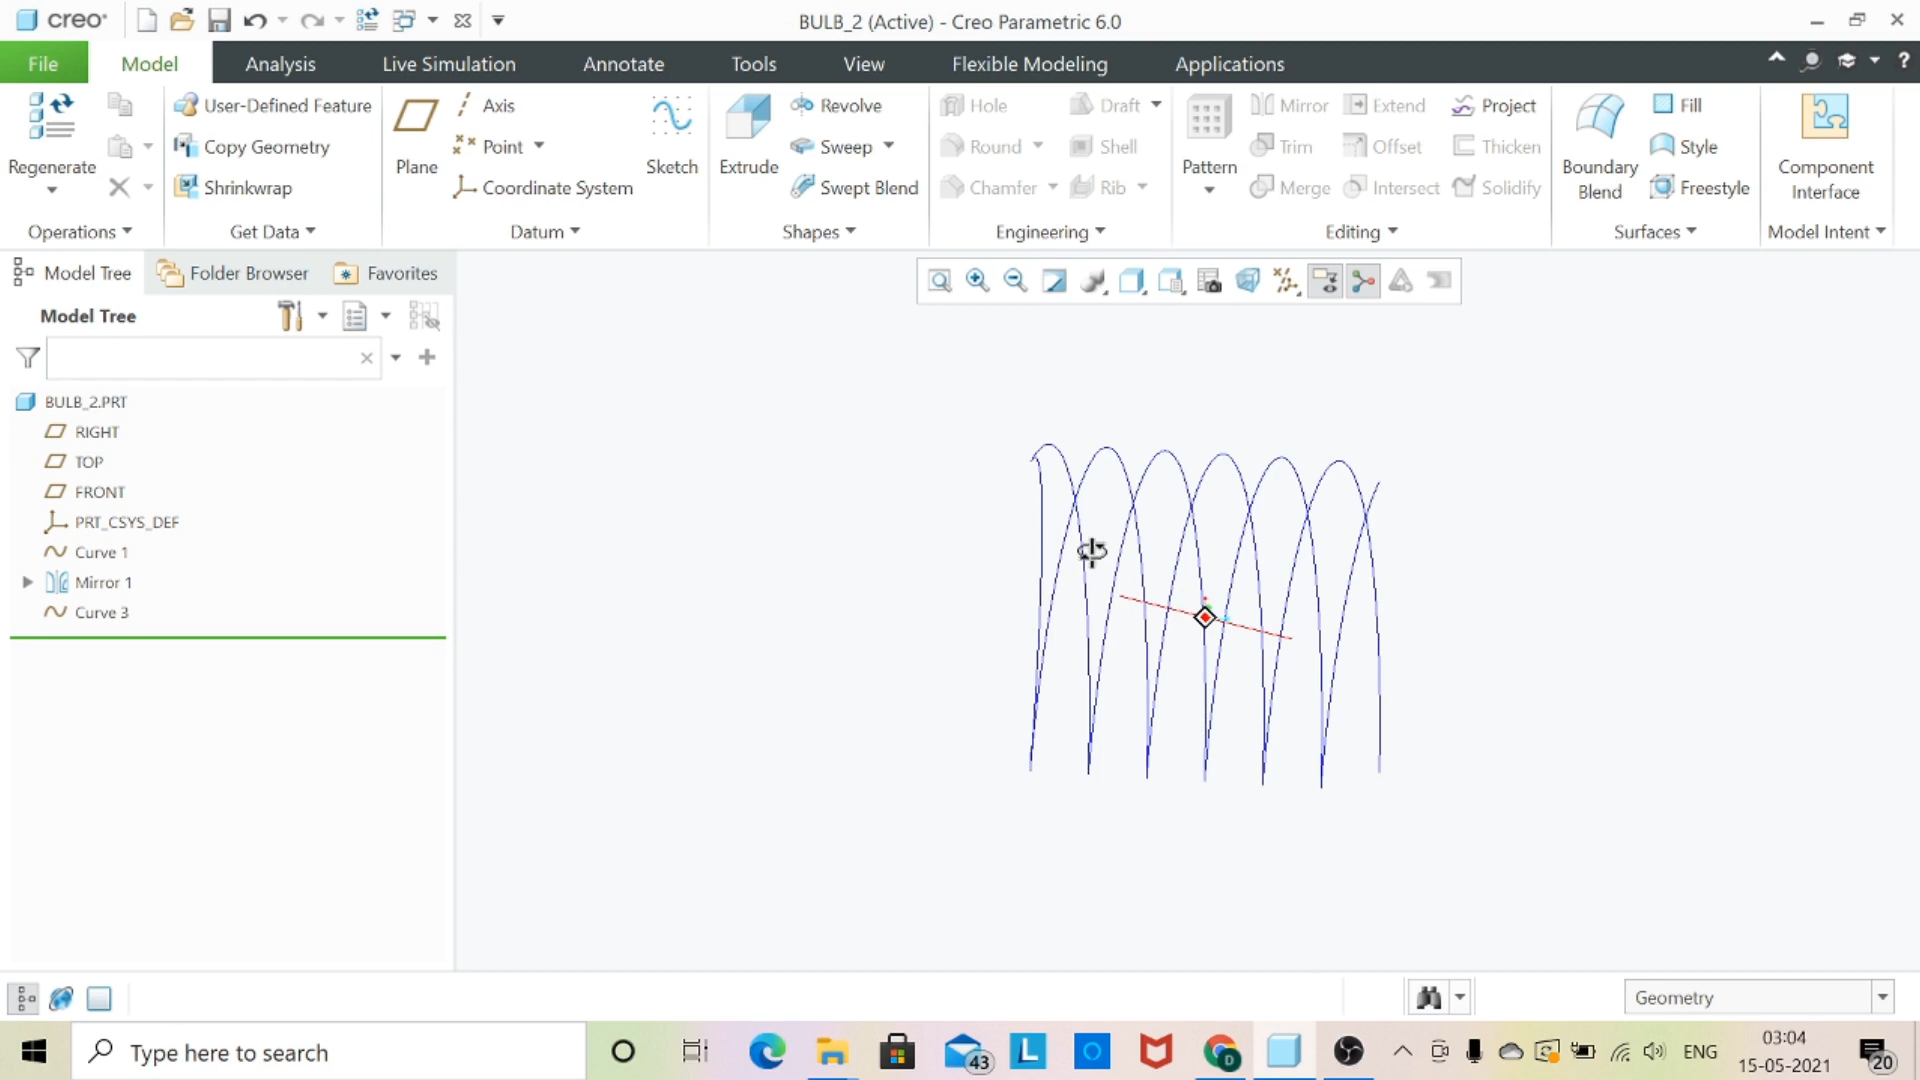 creo
BULB_2 (Active) - Creo Parametric 6.0
File
Model
Analysis
Live Simulation
Annotate
Tools
View
Flexible Modeling
Applications
?
Regenerate
User-Defined Feature
Copy Geometry
Shrinkwrap
Plane
Axis
Point
Coordinate System
Sketch
Extrude
Revolve
Sweep
Swept Blend
Hole
Round
Chamfer
Draft
Shell
Rib
Pattern
Mirror
Trim
Merge
Extend
Offset
Intersect
Project
Thicken
Solidify
Boundary
Blend
Fill
Style
Freestyle
Component
Interface
Operations
Get Data
Datum
Shapes
Engineering
Editing
Surfaces
Model Intent
Model Tree
Folder Browser
Favorites
Model Tree
BULB_2.PRT
RIGHT
TOP
FRONT
PRT_CSYS_DEF
Curve 1
Mirror 1
Curve 3
Geometry
Type here to search
43
L
D
ENG
03:04
15-05-2021
20